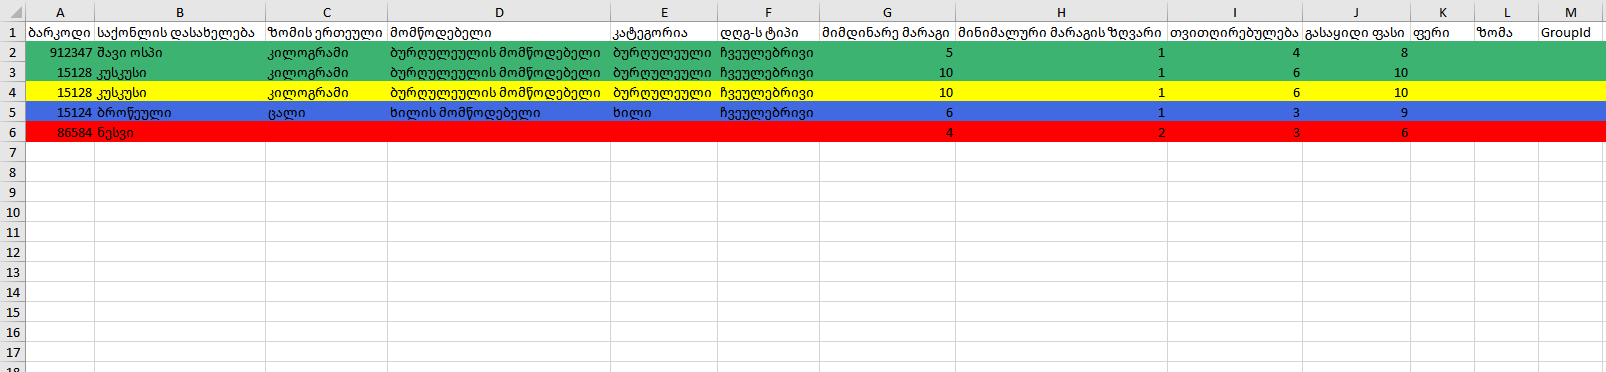 A B C D E F G H I J K L M
1 ბარკოდი საქონლის დასახელება ზომის ერთეული მომწოდებელი კატეგორია დღგ-ს ტიპი მიმდინარე მარაგი მინიმალური მარაგის ზღვარი თვითღირებულება გასაყიდი ფასი ფერი ზომა GroupId
2 912347 შავი ოსპი კილოგრამი ბურღულეულის მომწოდებელი ბურღულეული ჩვეულებრივი 5 1 4 8
3 15128 კუსკუსი კილოგრამი ბურღულეულის მომწოდებელი ბურღულეული ჩვეულებრივი 10 1 6 10
4 15128 კუსკუსი კილოგრამი ბურღულეულის მომწოდებელი ბურღულეული ჩვეულებრივი 10 1 6 10
5 15124 ბროწეული ცალი ხილის მომწოდებელი ხილი ჩვეულებრივი 6 1 3 9
6 86584 ნესვი 4 2 3 6
7
8
9
10
11
12
13
14
15
16
17
18